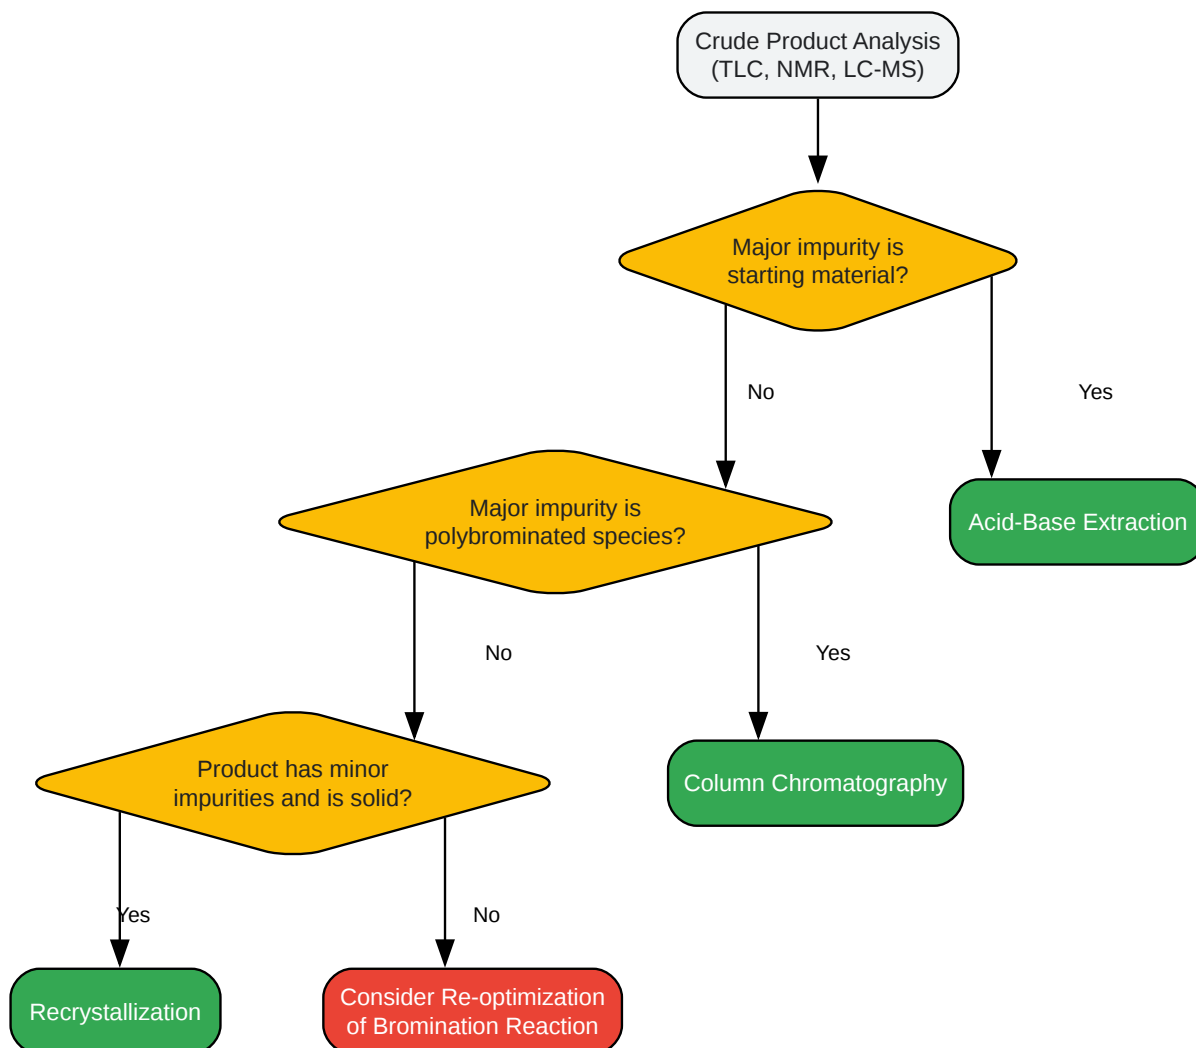 Crude Product Analysis
(TLC, NMR, LC-MS)
Major impurity is
starting material?
No
Yes
Major impurity is
polybrominated species?
Acid-Base Extraction
No
Yes
Product has minor
impurities and is solid?
Column Chromatography
Yes
No
Recrystallization
Consider Re-optimization
of Bromination Reaction